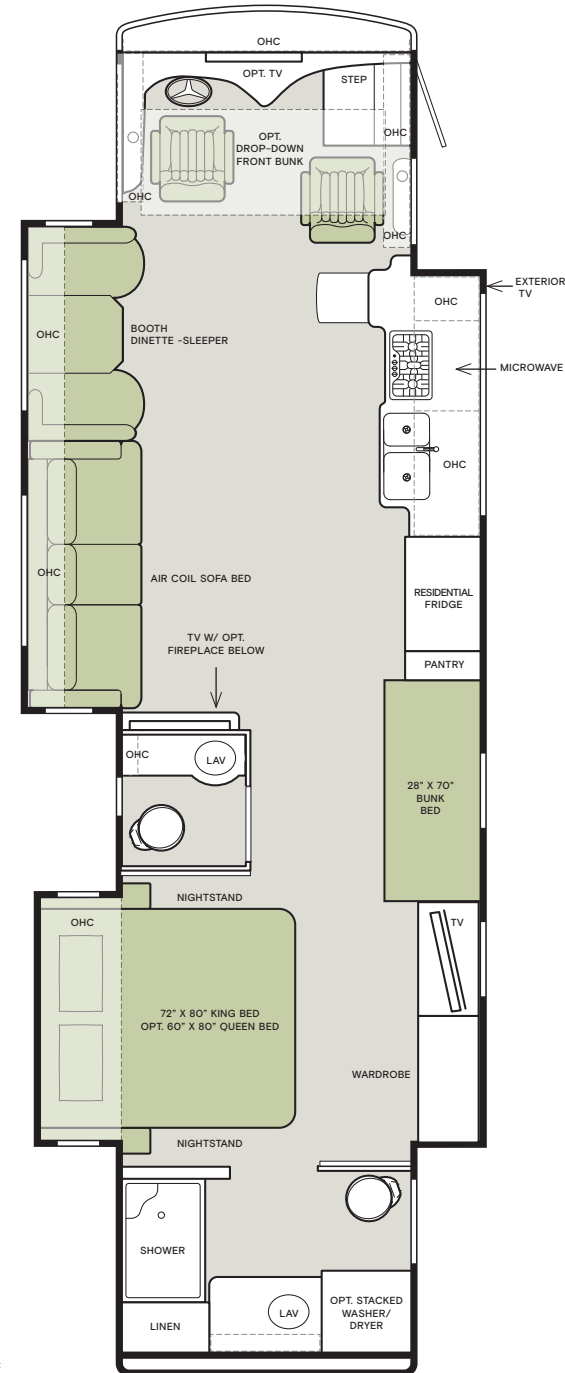 OHC
OPT. TV
STEP
OHC
OPT.
DROP-DOWN
FRONT BUNK
OHC
OHC
EXTERIOR
TV
OHC
OHC
BOOTH
DINETTE -SLEEPER
MICROWAVE
OHC
OHC
AIR COIL SOFA BED
RESIDENTIAL
FRIDGE
TV W/ OPT.
FIREPLACE BELOW
PANTRY
OHC
LAV
28” X 70”
BUNK
BED
NIGHTSTAND
OHC
TV
72” X 80” KING BED
OPT. 60” X 80” QUEEN BED
WARDROBE
NIGHTSTAND
SHOWER
LINEN
LAV
OPT. STACKED
WASHER/
DRYER